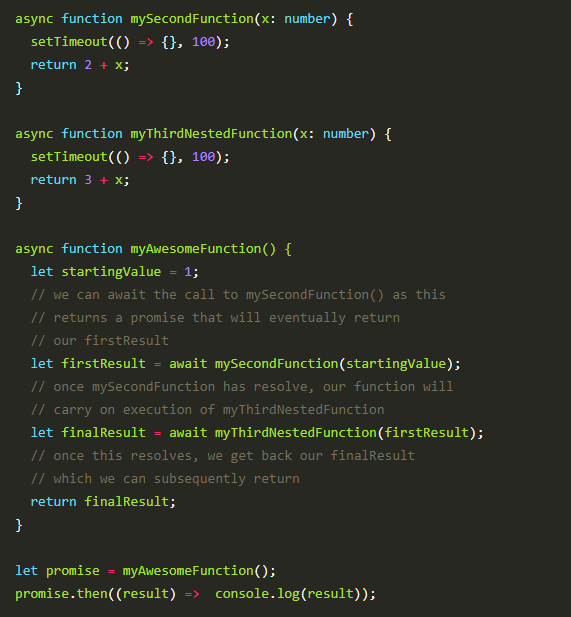 async function mySecondFunction(x: number) {
  setTimeout(() => {}, 100);
  return 2 + x;
}

async function myThirdNestedFunction(x: number) {
  setTimeout(() => {}, 100);
  return 3 + x;
}

async function myAwesomeFunction() {
  let startingValue = 1;
  // we can await the call to mySecondFunction() as this
  // returns a promise that will eventually return
  // our firstResult
  let firstResult = await mySecondFunction(startingValue);
  // once mySecondFunction has resolve, our function will
  // carry on execution of myThirdNestedFunction
  let finalResult = await myThirdNestedFunction(firstResult);
  // once this resolves, we get back our finalResult
  // which we can subsequently return
  return finalResult;
}

let promise = myAwesomeFunction();
promise.then((result) =>  console.log(result));